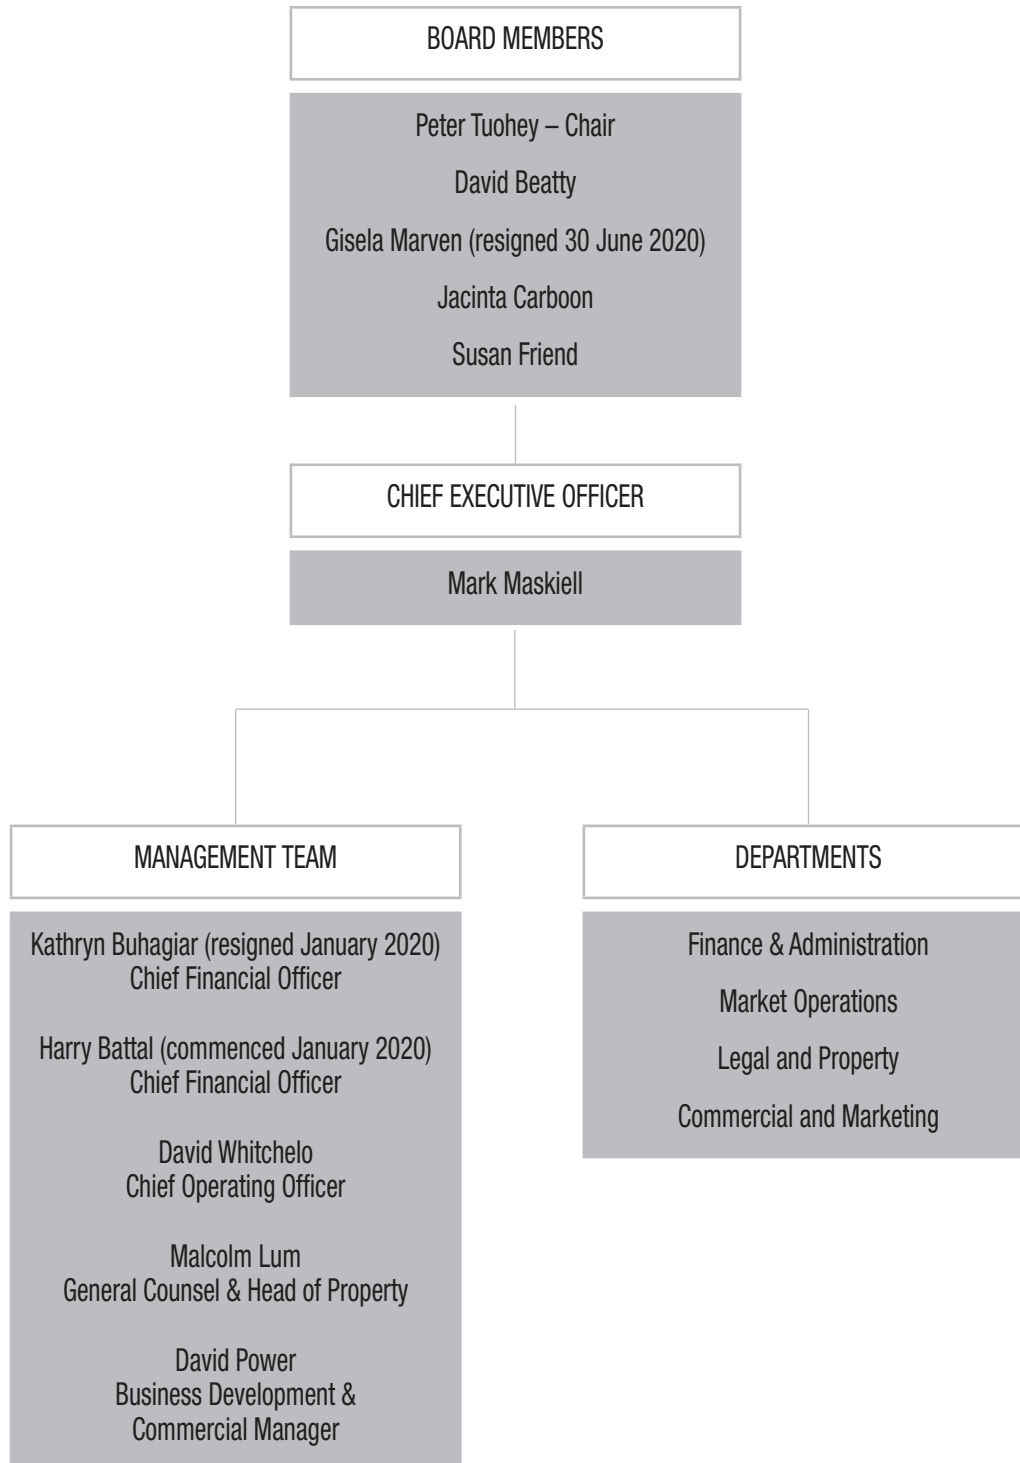 BOARD MEMBERS
Peter Tuohey – Chair
David Beatty
Gisela Marven (resigned 30 June 2020)
Jacinta Carboon
Susan Friend
CHIEF EXECUTIVE OFFICER
Mark Maskiell
MANAGEMENT TEAM
Kathryn Buhagiar (resigned January 2020)
Chief Financial Officer
Harry Battal (commenced January 2020)
Chief Financial Officer
David Whitchelo
Chief Operating Officer
Malcolm Lum
General Counsel & Head of Property
David Power
Business Development &
Commercial Manager
DEPARTMENTS
Finance & Administration
Market Operations
Legal and Property
Commercial and Marketing